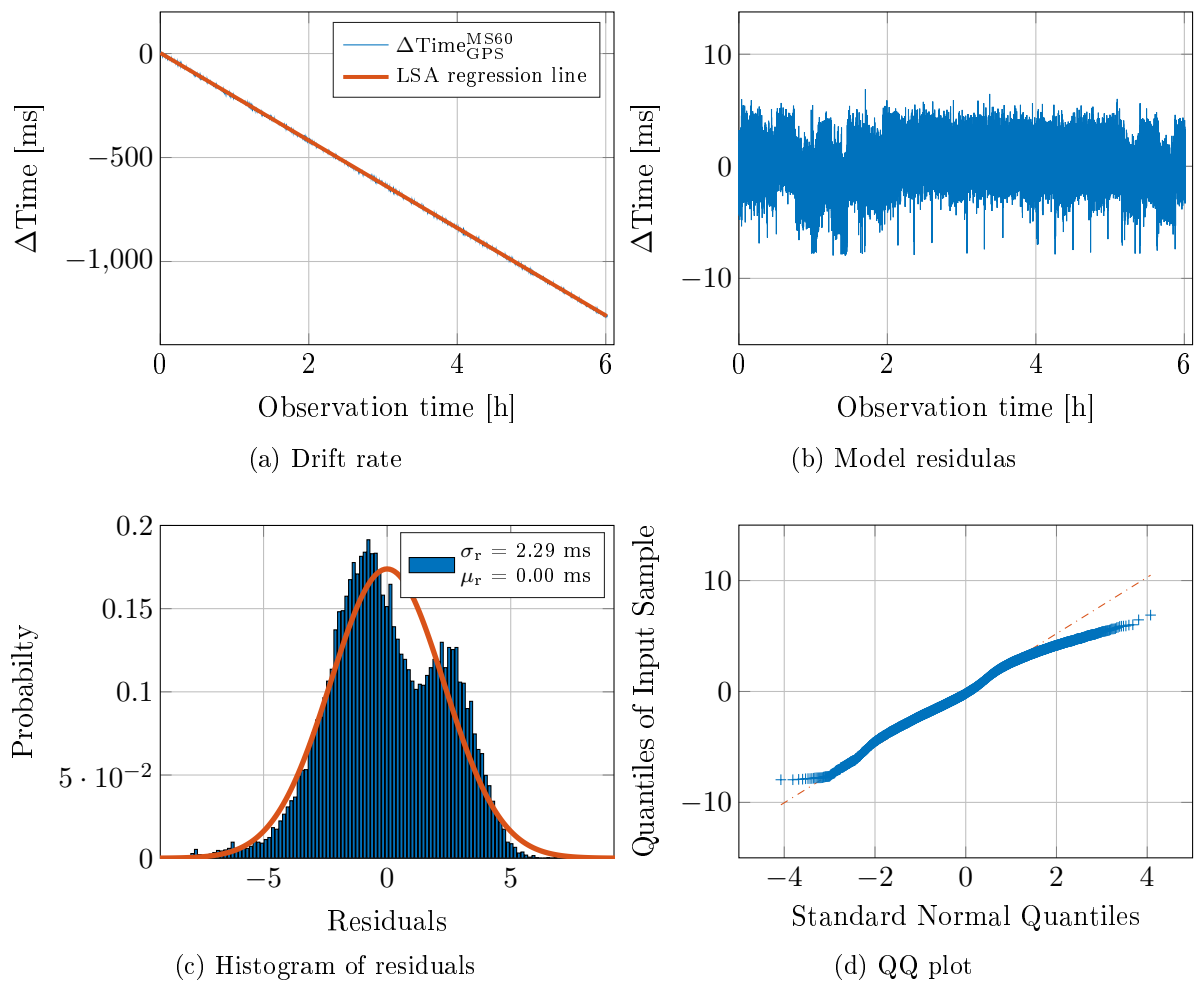 0
−500
−1,000
ΔTime [ms]
ΔTime^MS60_GPS
LSA regression line
0
2
4
6
Observation time [h]
(a) Drift rate
10
0
−10
ΔTime [ms]
0
2
4
6
Observation time [h]
(b) Model residulas
0.2
0.15
0.1
5 · 10^−2
0
Probabilty
σ_r = 2.29 ms
μ_r = 0.00 ms
−5
0
5
Residuals
(c) Histogram of residuals
10
0
−10
Quantiles of Input Sample
−4
−2
0
2
4
Standard Normal Quantiles
(d) QQ plot